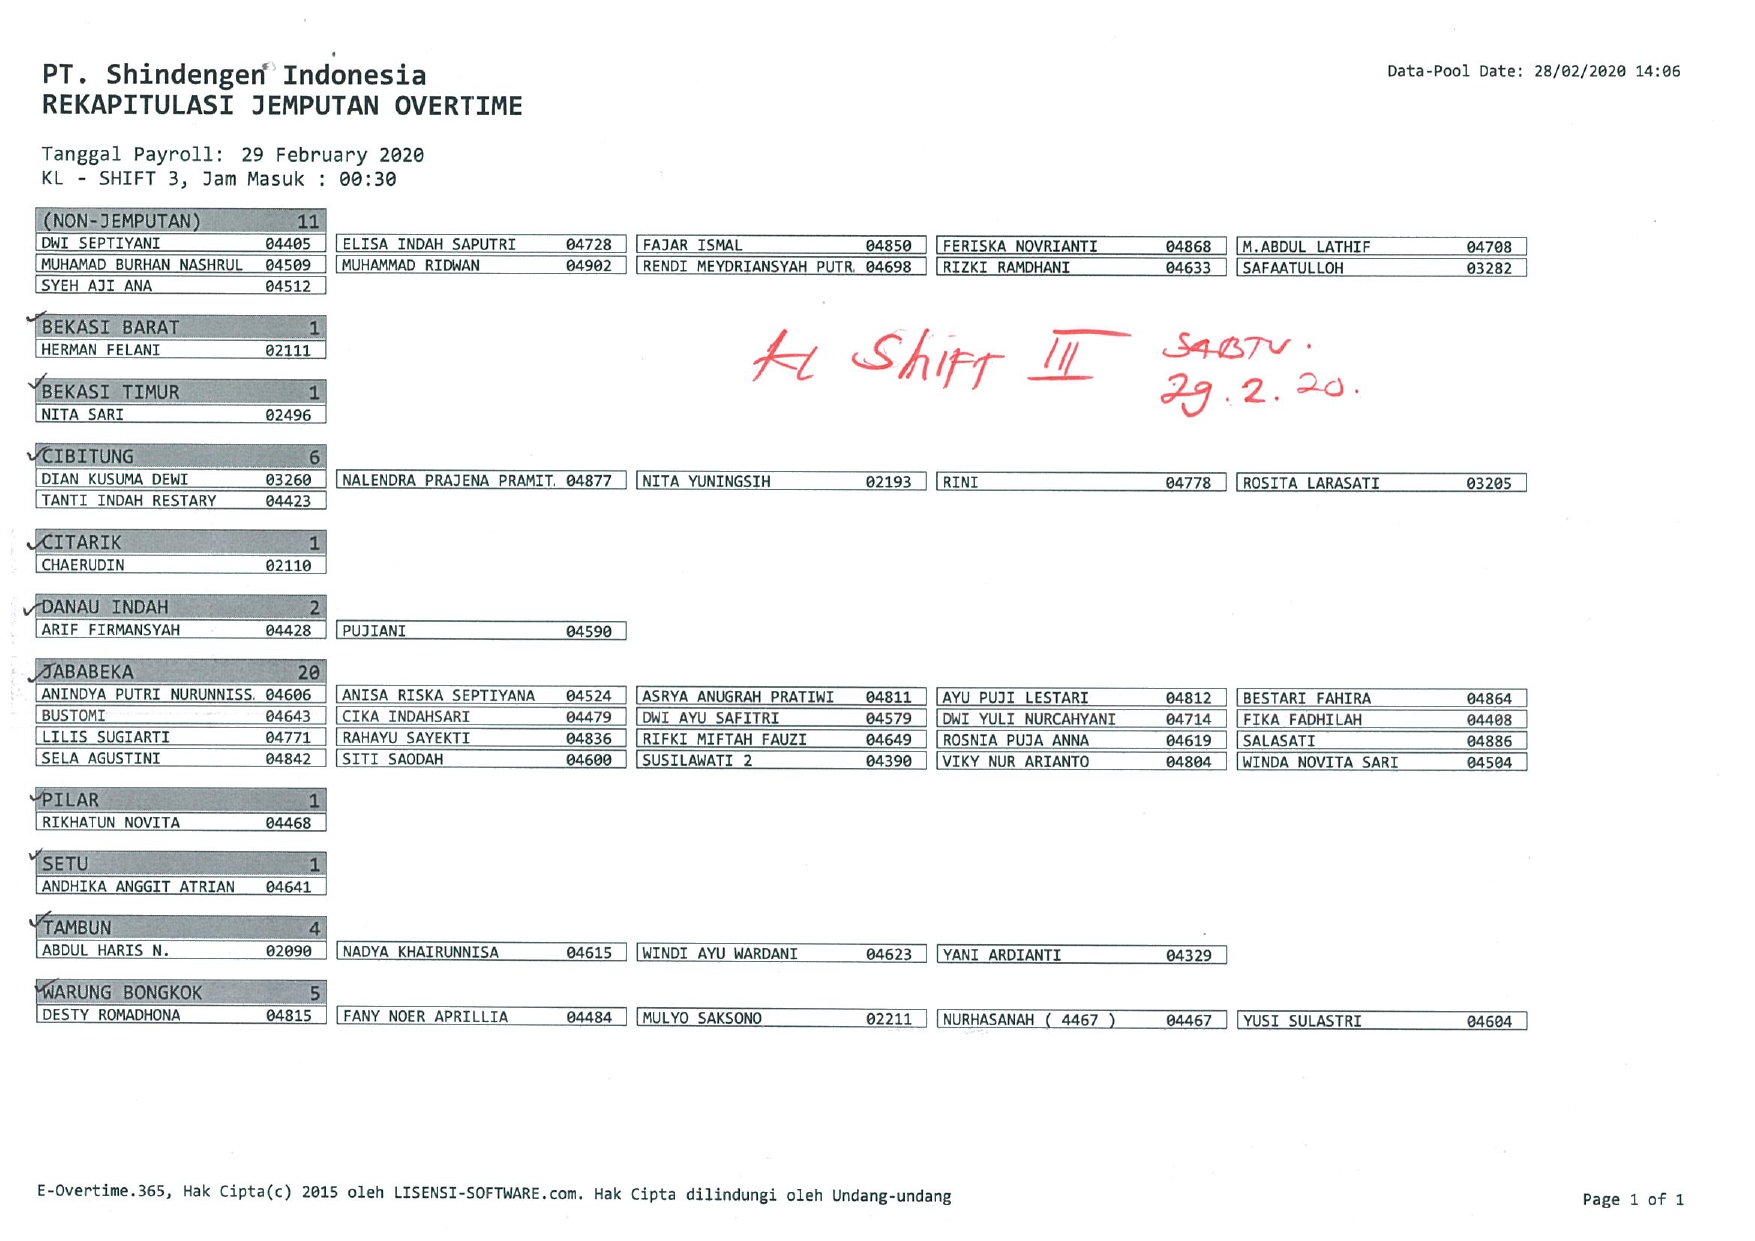 PT. Shindengen Indonesia
Data-Pool Date: 28/02/2020 14:06
REKAPITULASI JEMPUTAN OVERTIME
Tanggal Payroll: 29 February 2020
KL - SHIFT 3, Jam Masuk : 00:30
(NON-JEMPUTAN) 11
DWI SEPTIYANI 04405 ELISA INDAH SAPUTRI 04728 FAJAR ISMAL 04850 FERISKA NOVRIANTI 04868 M.ABDUL LATHIF 04708
MUHAMAD BURHAN NASHRUL 04509 MUHAMMAD RIDWAN 04902 RENDI MEYDRIANSYAH PUTR. 04698 RIZKI RAMDHANI 04633 SAFAATULLOH 03282
SYEH AJI ANA 04512
KL Shift III SABTU.
29.2.20.
BEKASI BARAT 1
HERMAN FELANI 02111
BEKASI TIMUR 1
NITA SARI 02496
CIBITUNG 6
DIAN KUSUMA DEWI 03260 NALENDRA PRAJENA PRAMIT. 04877 NITA YUNINGSIH 02193 RINI 04778 ROSITA LARASATI 03205
TANTI INDAH RESTARY 04423
CITARIK 1
CHAERUDIN 02110
DANAU INDAH 2
ARIF FIRMANSYAH 04428 PUJIANI 04590
JABABEKA 20
ANINDYA PUTRI NURUNNISS. 04606 ANISA RISKA SEPTIYANA 04524 ASRYA ANUGRAH PRATIWI 04811 AYU PUJI LESTARI 04812 BESTARI FAHIRA 04864
BUSTOMI 04643 CIKA INDAHSARI 04479 DWI AYU SAFITRI 04579 DWI YULI NURCAHYANI 04714 FIKA FADHILAH 04408
LILIS SUGIARTI 04771 RAHAYU SAYEKTI 04836 RIFKI MIFTAH FAUZI 04649 ROSNIA PUJA ANNA 04619 SALASATI 04886
SELA AGUSTINI 04842 SITI SAODAH 04600 SUSILAWATI 2 04390 VIKY NUR ARIANTO 04804 WINDA NOVITA SARI 04504
PILAR 1
RIKHATUN NOVITA 04468
SETU 1
ANDHIKA ANGGIT ATRIAN 04641
TAMBUN 4
ABDUL HARIS N. 02090 NADYA KHAIRUNNISA 04615 WINDI AYU WARDANI 04623 YANI ARDIANTI 04329
WARUNG BONGKOK 5
DESTY ROMADHONA 04815 FANY NOER APRILLIA 04484 MULYO SAKSONO 02211 NURHASANAH ( 4467 ) 04467 YUSI SULASTRI 04604
E-Overtime.365, Hak Cipta(c) 2015 oleh LISENSI-SOFTWARE.com. Hak Cipta dilindungi oleh Undang-undang
Page 1 of 1